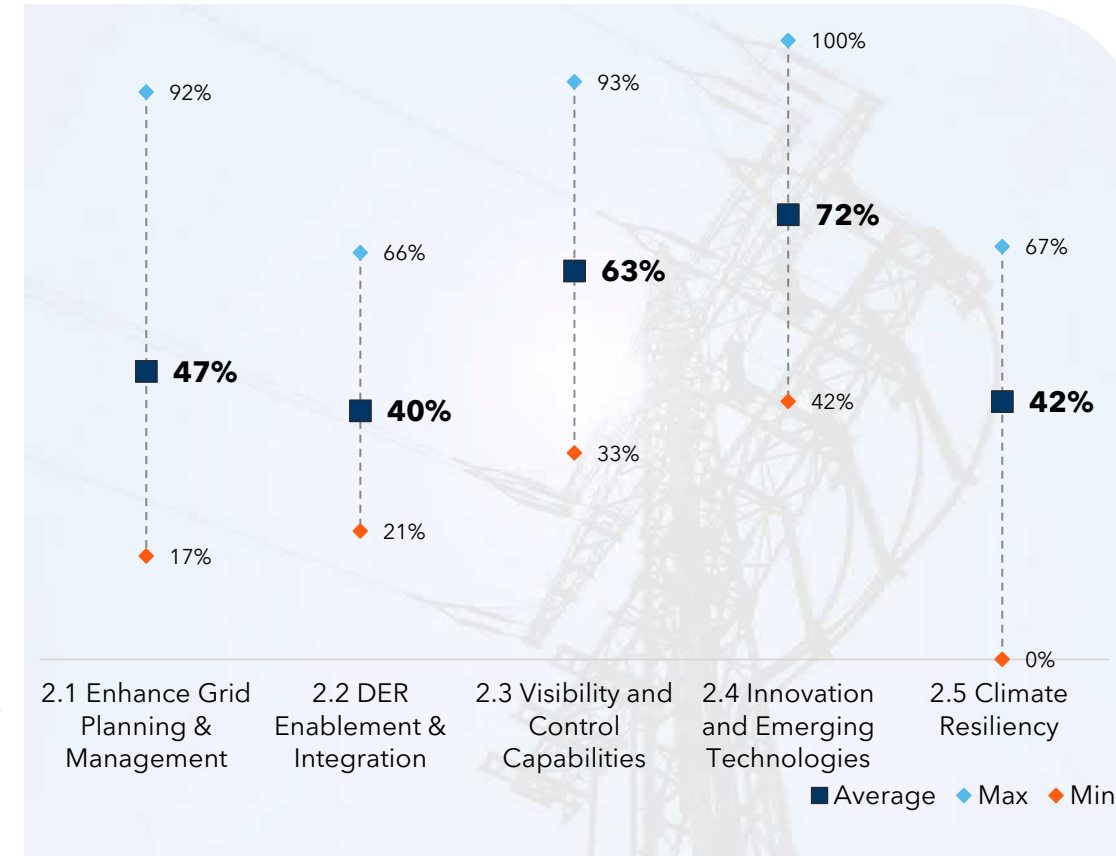 100%
93%
92%
72%
67%
66%
63%
47%
42%
42%
40%
33%
21%
17%
0%
2.1 Enhance Grid
Planning &
Management
2.2 DER
Enablement &
Integration
2.3 Visibility and
Control
Capabilities
2.4 Innovation
and Emerging
Technologies
2.5 Climate
Resiliency
Average Max Min